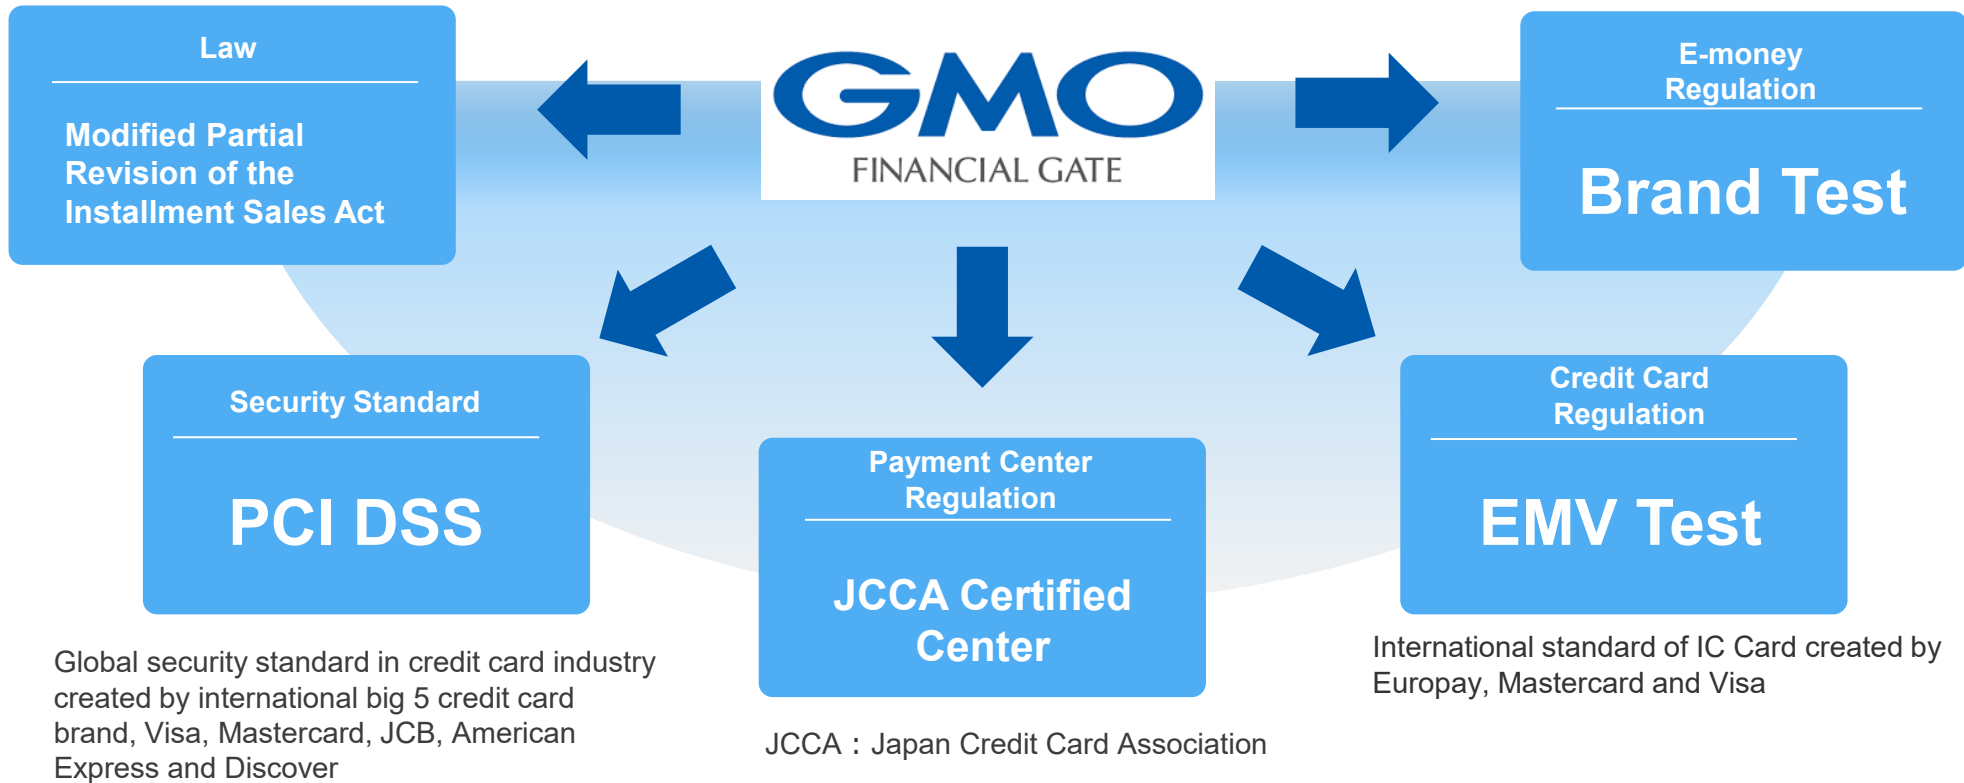 Law
Modified Partial
Revision of the
Installment Sales Act
GMO
FINANCIAL GATE
E-money
Regulation
Brand Test
Security Standard
PCI DSS
Global security standard in credit card industry
created by international big 5 credit card
brand, Visa, Mastercard, JCB, American
Express and Discover
Payment Center
Regulation
JCCA Certified
Center
JCCA：Japan Credit Card Association
Credit Card
Regulation
EMV Test
International standard of IC Card created by
Europay, Mastercard and Visa